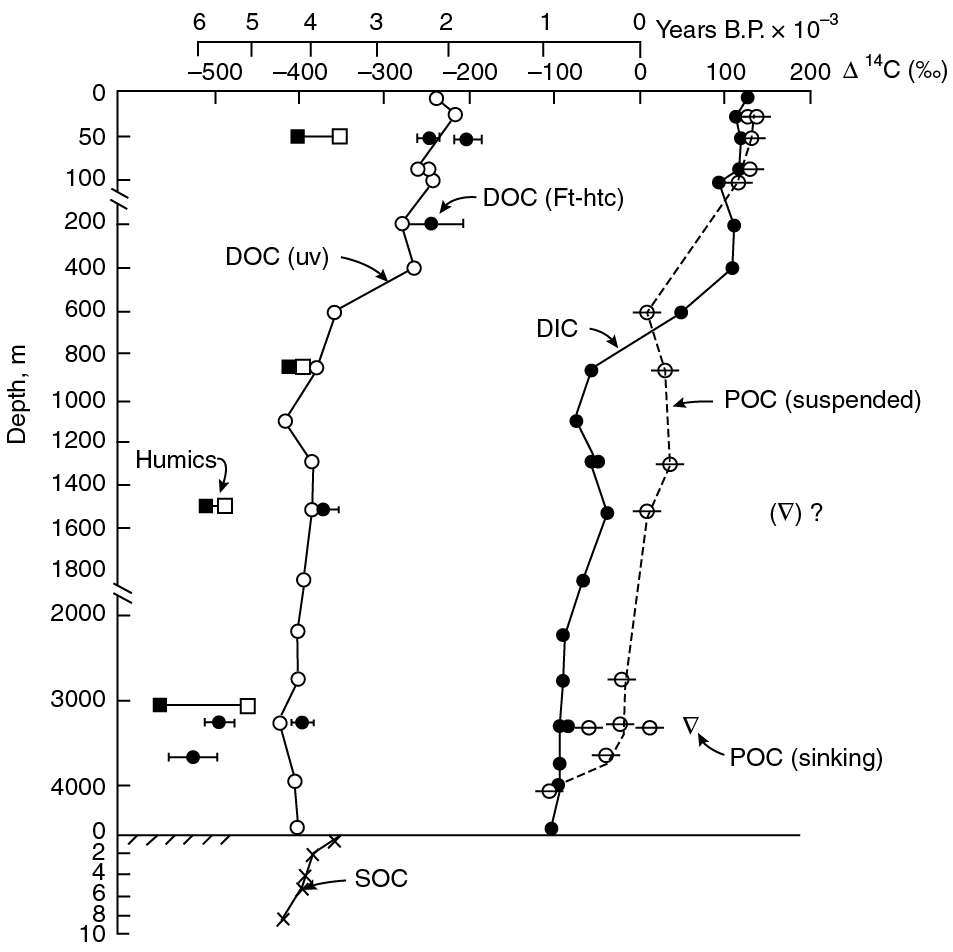 6 5 4 3 2 1 0 Years B.P. × 10⁻³
–500 –400 –300 –200 –100 0 100 200 Δ ¹⁴C (‰)
0
50
100
DOC (Ft-htc)
200
DOC (uv)
400
600
DIC
800
Depth, m
1000
POC (suspended)
1200
Humics
1400
(∇) ?
1600
1800
2000
3000
∇
POC (sinking)
4000
0
2
4
SOC
6
8
10